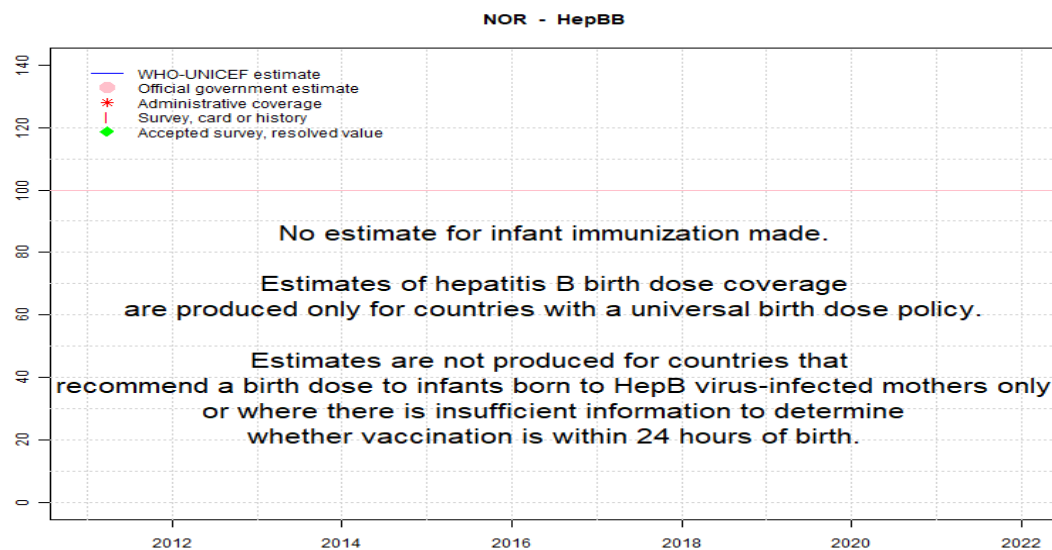 NOR - HepBB
WHO-UNICEF estimate
Official government estimate
Administrative coverage
Survey, card or history
Accepted survey, resolved value
140
120
100
80
60
40
20
0
No estimate for infant immunization made.
Estimates of hepatitis B birth dose coverage
are produced only for countries with a universal birth dose policy.
Estimates are not produced for countries that
recommend a birth dose to infants born to HepB virus-infected mothers only
or where there is insufficient information to determine
whether vaccination is within 24 hours of birth.
2012 2014 2016 2018 2020 2022